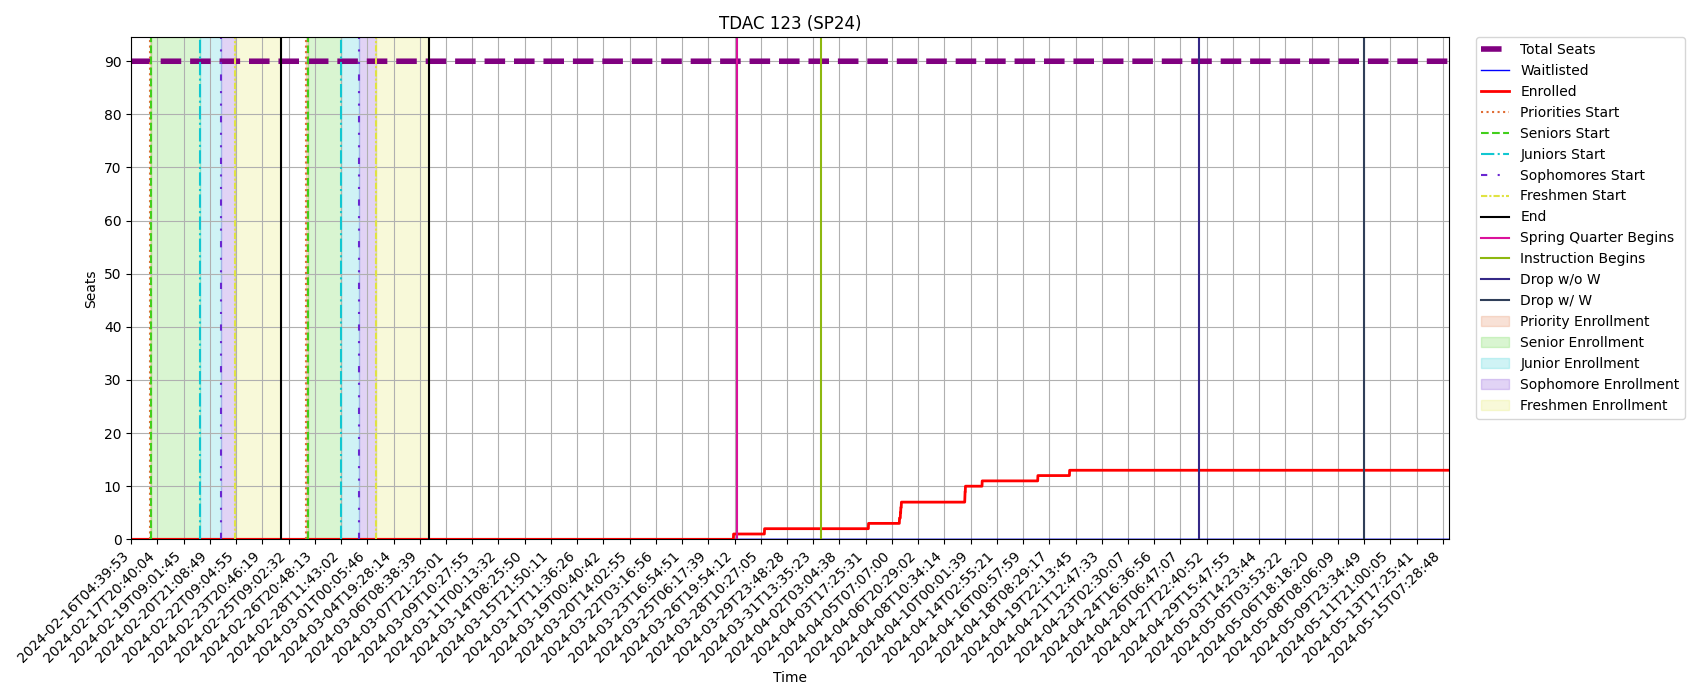 TDAC 123 (SP24)
Seats
90
80
70
60
50
40
30
20
10
0
2024-02-16T04:39:53
2024-02-17T20:40:04
2024-02-19T09:01:45
2024-02-20T21:08:49
2024-02-22T09:04:55
2024-02-23T20:46:19
2024-02-25T09:02:32
2024-02-26T20:48:13
2024-02-28T11:43:02
2024-03-01T00:05:46
2024-03-04T19:28:14
2024-03-06T08:38:39
2024-03-07T21:25:01
2024-03-09T10:27:55
2024-03-11T00:13:32
2024-03-14T08:25:50
2024-03-15T21:50:11
2024-03-17T11:36:26
2024-03-19T00:40:42
2024-03-20T14:02:55
2024-03-22T03:16:56
2024-03-23T16:54:51
2024-03-25T06:17:39
2024-03-26T19:54:12
2024-03-28T10:27:05
2024-03-29T23:48:28
2024-03-31T13:35:23
2024-04-02T03:04:38
2024-04-03T17:25:31
2024-04-05T07:07:00
2024-04-06T20:29:02
2024-04-08T10:34:14
2024-04-10T00:01:39
2024-04-14T02:55:21
2024-04-16T00:57:59
2024-04-18T08:29:17
2024-04-19T22:13:45
2024-04-21T12:47:33
2024-04-23T02:30:07
2024-04-24T16:36:56
2024-04-26T06:47:07
2024-04-27T22:40:52
2024-04-29T15:47:55
2024-05-03T14:23:44
2024-05-05T03:53:22
2024-05-06T18:18:20
2024-05-08T08:06:09
2024-05-09T23:34:49
2024-05-11T21:00:05
2024-05-13T17:25:41
2024-05-15T07:28:48
Time
Total Seats
Waitlisted
Enrolled
Priorities Start
Seniors Start
Juniors Start
Sophomores Start
Freshmen Start
End
Spring Quarter Begins
Instruction Begins
Drop w/o W
Drop w/ W
Priority Enrollment
Senior Enrollment
Junior Enrollment
Sophomore Enrollment
Freshmen Enrollment